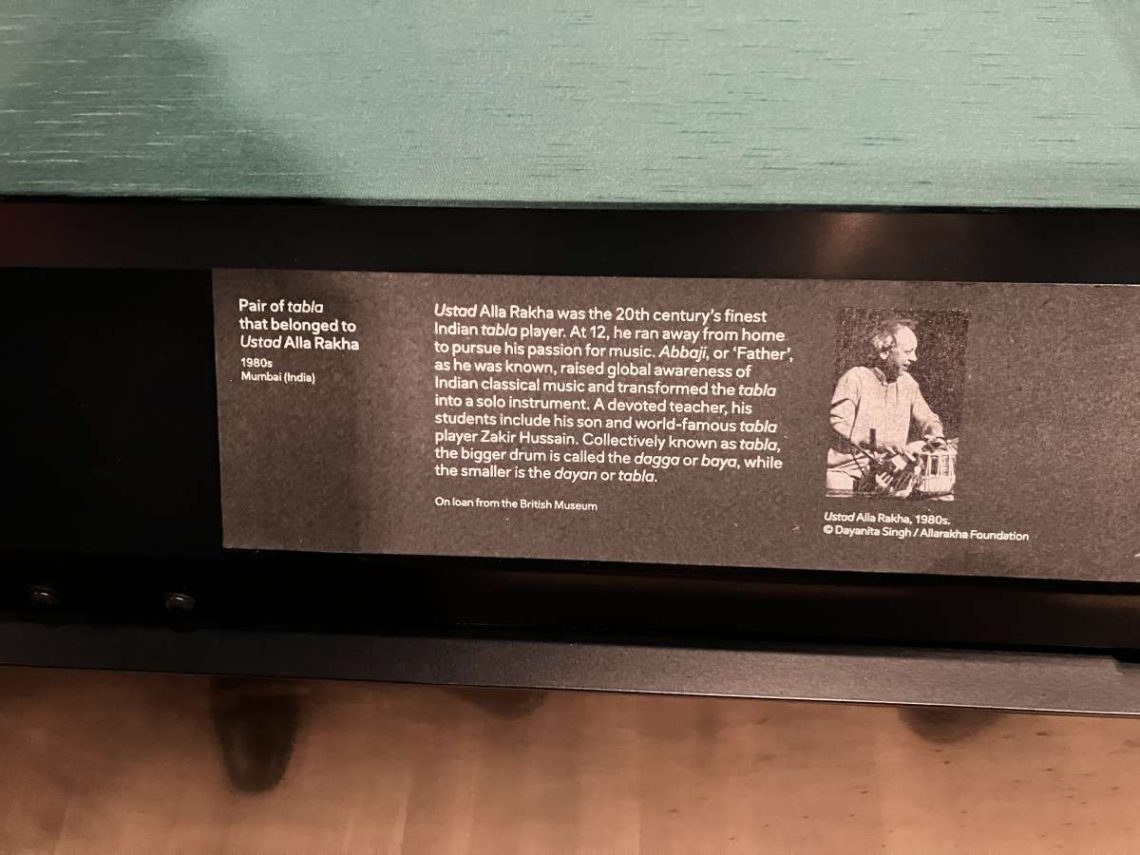 Pair of tabla
that belonged to
Ustad Alla Rakha
1980s
Mumbai (India)
Ustad Alla Rakha was the 20th century's finest
Indian tabla player. At 12, he ran away from home
to pursue his passion for music. Abbaji, or 'Father',
as he was known, raised global awareness of
Indian classical music and transformed the tabla
into a solo instrument. A devoted teacher, his
students include his son and world-famous tabla
player Zakir Hussain. Collectively known as tabla,
the bigger drum is called the dagga or baya, while
the smaller is the dayan or tabla.
On loan from the British Museum
Ustad Alla Rakha, 1980s.
© Dayanita Singh / Allarakha Foundation